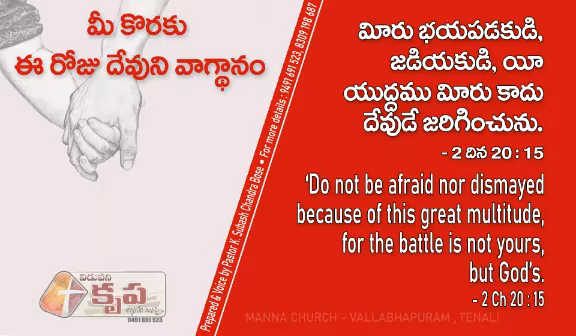 మీ కొరకు
ఈ రోజు దేవుని వాగ్ధానం
విడువని
కృప
9491 691 523
Prepared & Voice by Pastor K. Subash Chandra Bose • For more details : 9491 691 523, 8309 198 687
మీరు భయపడకుడి,
జడియకుడి, యీ
యుద్దము మీరు కాదు
దేవుడే జరిగించును.
- 2 దిన 20 : 15
‘Do not be afraid nor dismayed
because of this great multitude,
for the battle is not yours,
but God’s.
- 2 Ch 20 : 15
MANNA CHURCH - VALLABHAPURAM , TENALI